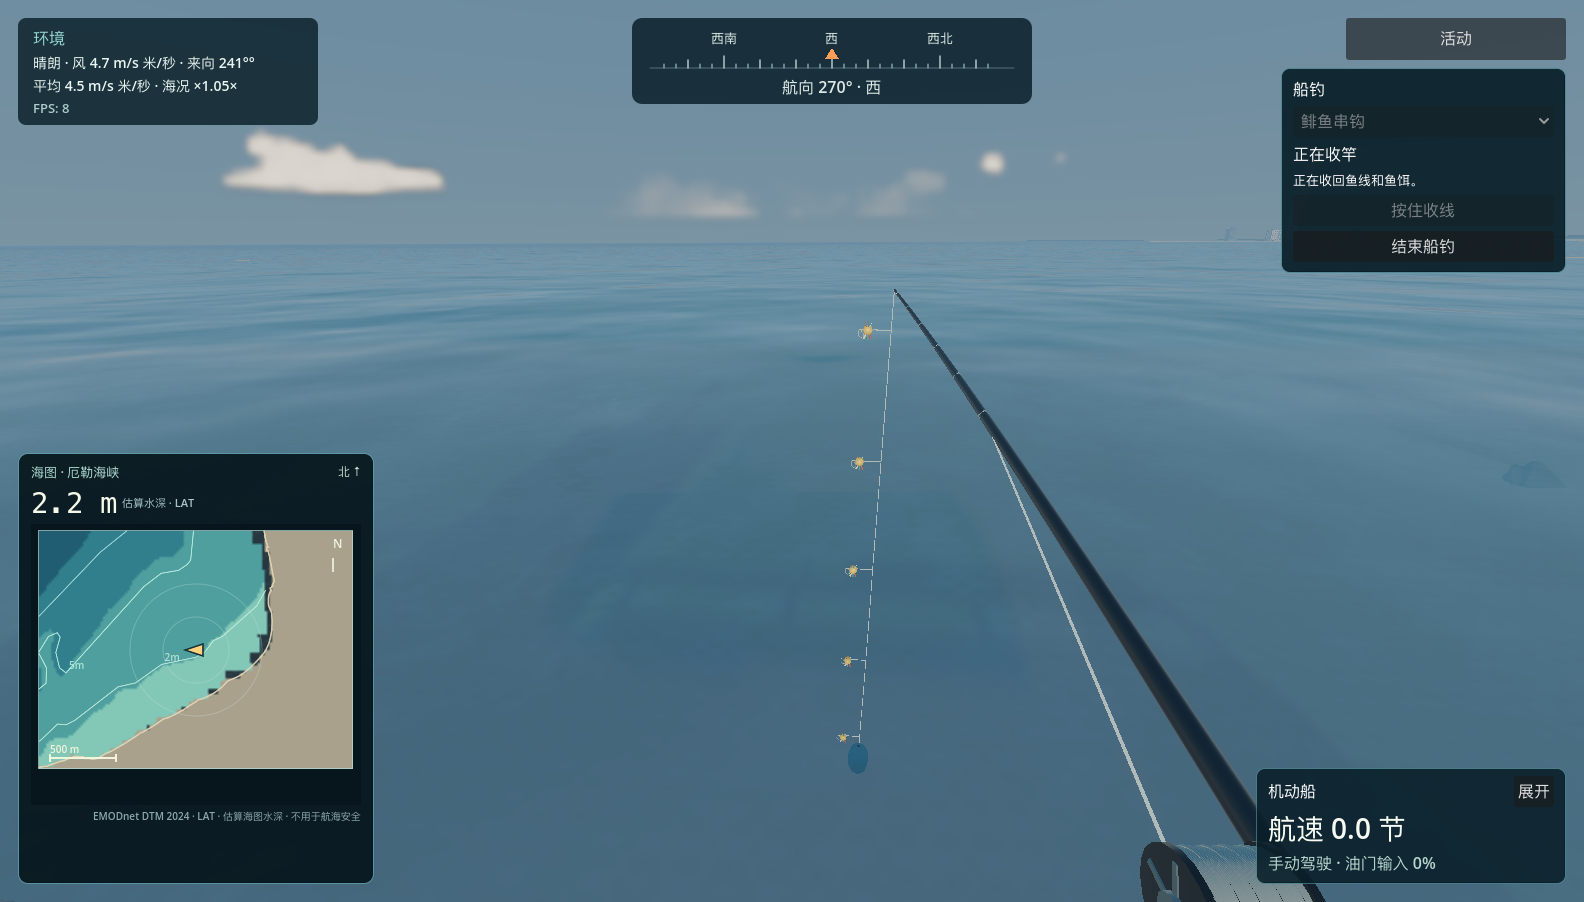 环境
晴朗 · 风 4.7 m/s 米/秒 · 来向 241°°
平均 4.5 m/s 米/秒 · 海况 ×1.05×
FPS: 8
西南 西 西北
航向 270° · 西
活动
船钓
鲱鱼串钩
正在收竿
正在收回鱼线和鱼饵。
按住收线
结束船钓
海图 · 厄勒海峡 北 ↑
2.2 m 估算水深 · LAT
N
5m
2m
500 m
EMODnet DTM 2024 · LAT · 估算海图水深 · 不用于航海安全
机动船 展开
航速 0.0 节
手动驾驶 · 油门输入 0%